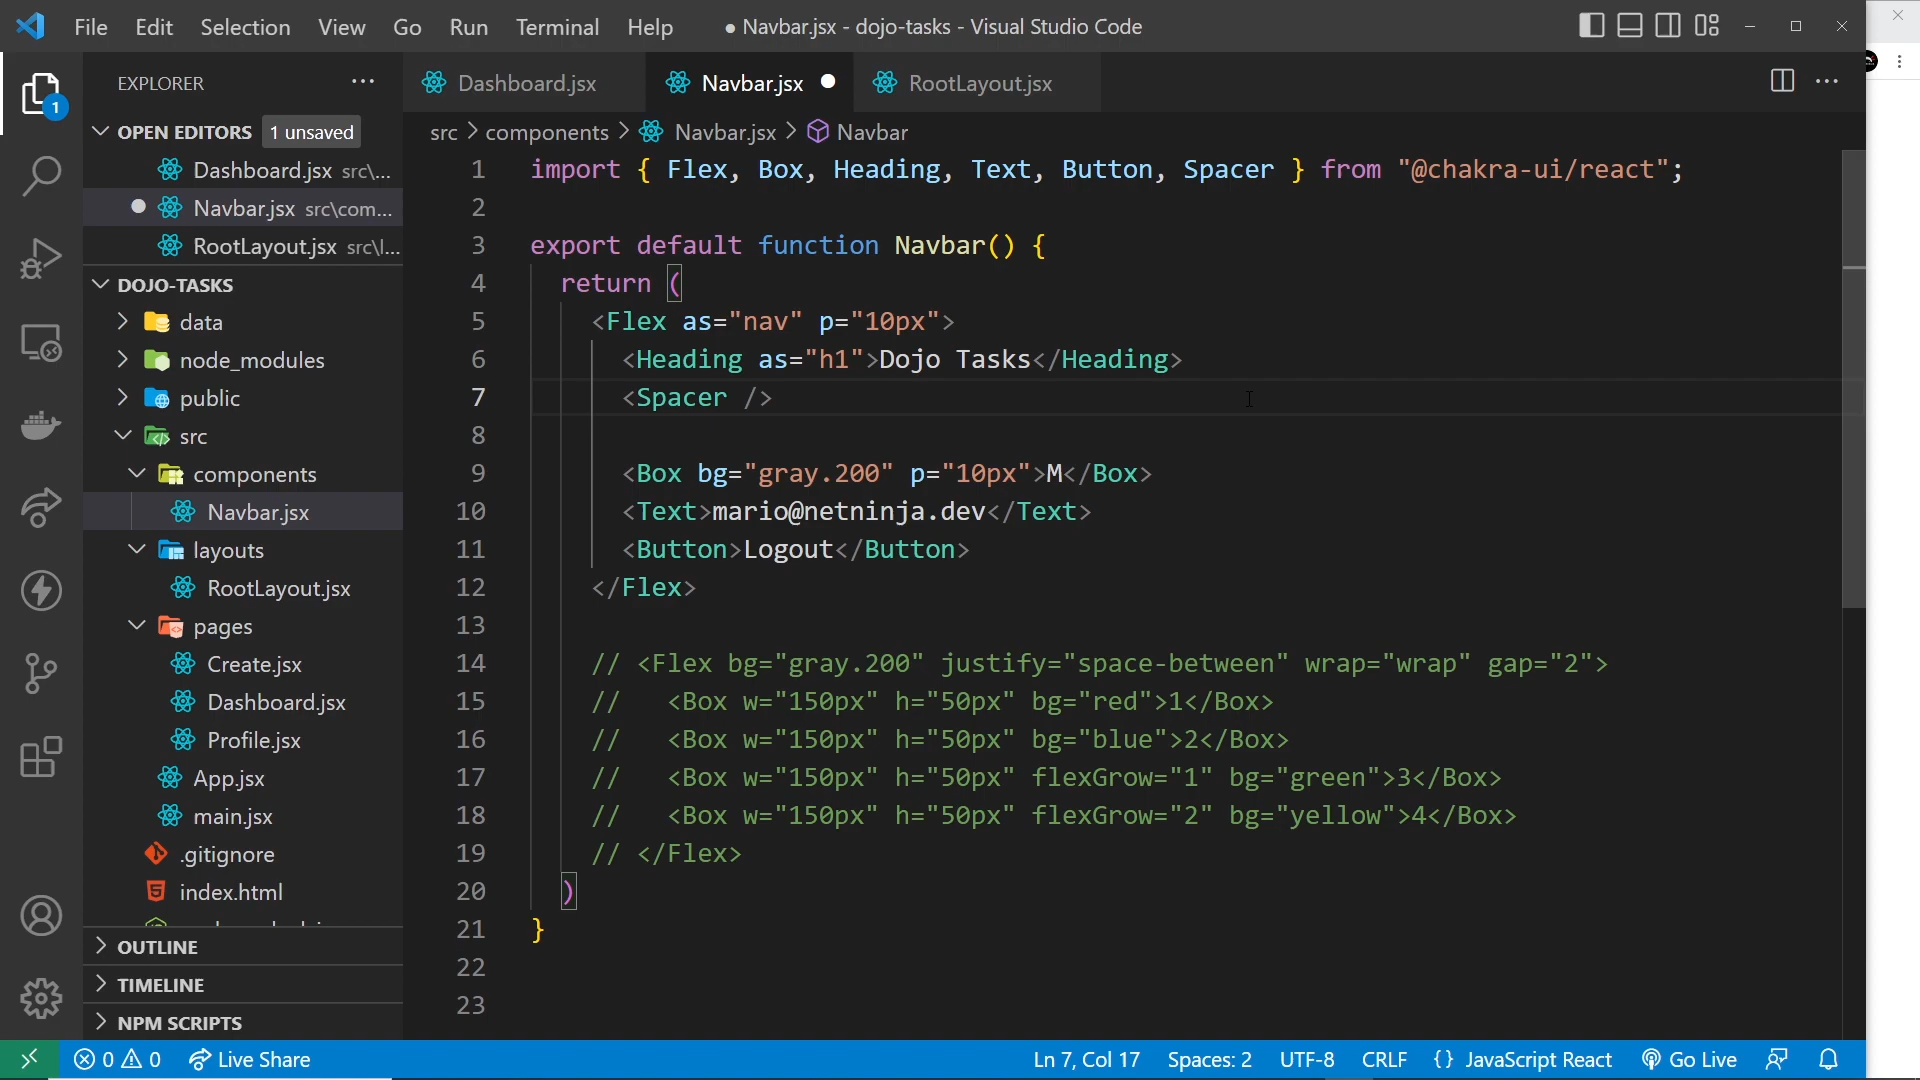 File Edit Selection View Go Run Terminal Help ● Navbar.jsx - dojo-tasks - Visual Studio Code
EXPLORER
1
OPEN EDITORS 1 unsaved
Dashboard.jsx src\...
Navbar.jsx src\com...
RootLayout.jsx src\l...
DOJO-TASKS
data
node_modules
public
src
components
Navbar.jsx
layouts
RootLayout.jsx
pages
Create.jsx
Dashboard.jsx
Profile.jsx
App.jsx
main.jsx
.gitignore
index.html
OUTLINE
TIMELINE
NPM SCRIPTS
Dashboard.jsx Navbar.jsx RootLayout.jsx
src > components > Navbar.jsx > Navbar
1 import { Flex, Box, Heading, Text, Button, Spacer } from "@chakra-ui/react";
2
3 export default function Navbar() {
4 return (
5 <Flex as="nav" p="10px">
6 <Heading as="h1">Dojo Tasks</Heading>
7 <Spacer />
8
9 <Box bg="gray.200" p="10px">M</Box>
10 <Text>mario@netninja.dev</Text>
11 <Button>Logout</Button>
12 </Flex>
13
14 // <Flex bg="gray.200" justify="space-between" wrap="wrap" gap="2">
15 // <Box w="150px" h="50px" bg="red">1</Box>
16 // <Box w="150px" h="50px" bg="blue">2</Box>
17 // <Box w="150px" h="50px" flexGrow="1" bg="green">3</Box>
18 // <Box w="150px" h="50px" flexGrow="2" bg="yellow">4</Box>
19 // </Flex>
20 )
21 }
22
23
0 0 Live Share Ln 7, Col 17 Spaces: 2 UTF-8 CRLF {} JavaScript React Go Live